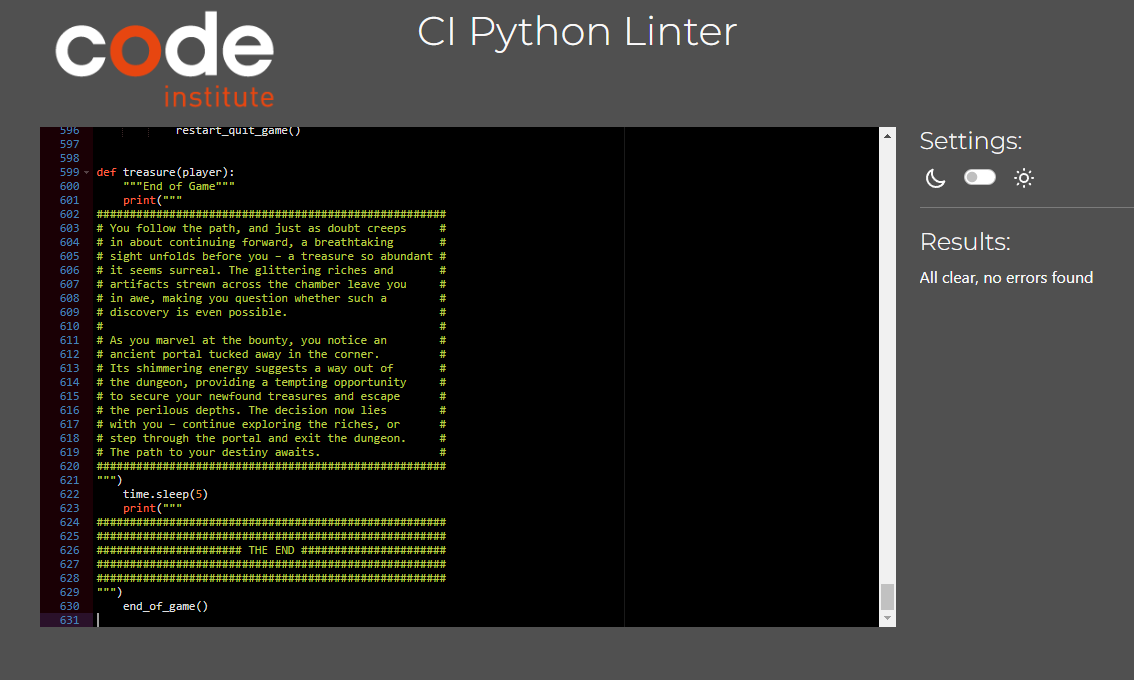 code
institute
CI Python Linter
596 restart_quit_game()
597
598
599 def treasure(player):
600 """End of Game"""
601 print("""
602 #####################################################
603 # You follow the path, and just as doubt creeps     #
604 # in about continuing forward, a breathtaking       #
605 # sight unfolds before you – a treasure so abundant #
606 # it seems surreal. The glittering riches and       #
607 # artifacts strewn across the chamber leave you     #
608 # in awe, making you question whether such a        #
609 # discovery is even possible.                       #
610 #                                                   #
611 # As you marvel at the bounty, you notice an        #
612 # ancient portal tucked away in the corner.         #
613 # Its shimmering energy suggests a way out of       #
614 # the dungeon, providing a tempting opportunity     #
615 # to secure your newfound treasures and escape      #
616 # the perilous depths. The decision now lies        #
617 # with you – continue exploring the riches, or      #
618 # step through the portal and exit the dungeon.     #
619 # The path to your destiny awaits.                  #
620 #####################################################
621 """)
622 time.sleep(5)
623 print("""
624 #####################################################
625 #####################################################
626 ###################### THE END ######################
627 #####################################################
628 #####################################################
629 """)
630 end_of_game()
631
Settings:
Results:
All clear, no errors found